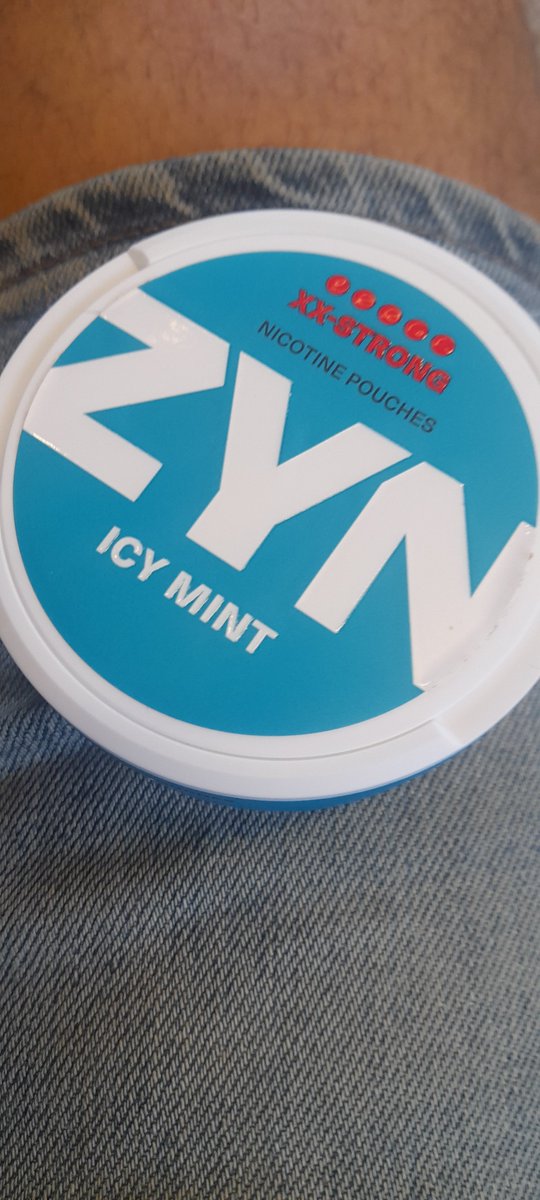 XX-STRONG
NICOTINE POUCHES
ZYN
ICY MINT